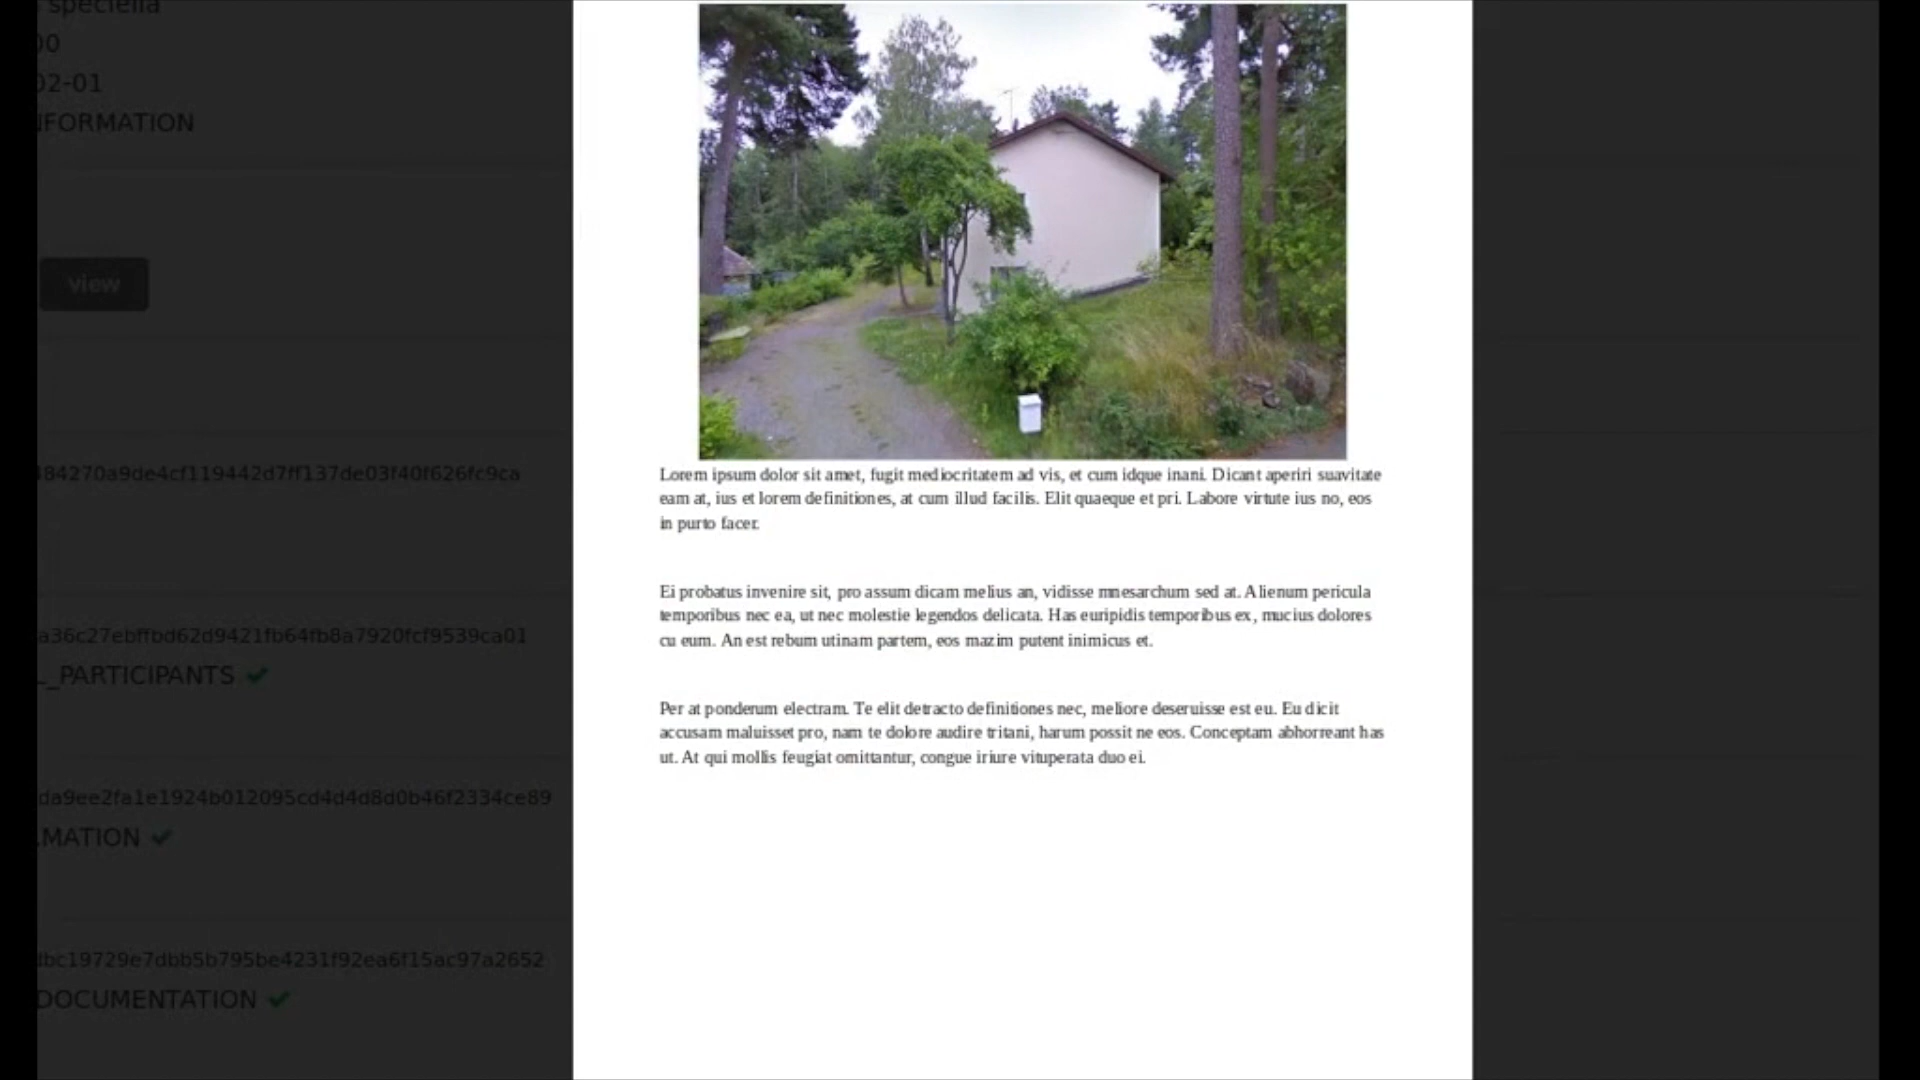 speciella
00
02-01
NFORMATION
view
484270a9de4cf119442d7ff137de03f40f626fc9ca
a36c27ebffbd62d9421fb64fb8a7920fcf9539ca01
L_PARTICIPANTS
da9ee2fa1e1924b012095cd4d4d8d0b46f2334ce89
MATION
dbc19729e7dbb5b795be4231f92ea6f15ac97a2652
DOCUMENTATION
Lorem ipsum dolor sit amet, fugit mediocritatem ad vis, et cum idque inani. Dicant aperiri suavitate
eam at, ius et lorem definitiones, at cum illud facilis. Elit quaeque et pri. Labore virtute ius no, eos
in purto facer.
Ei probatus invenire sit, pro assum dicam melius an, vidisse mnesarchum sed at. Alienum pericula
temporibus nec ea, ut nec molestie legendos delicata. Has euripidis temporibus ex, mucius dolores
cu eum. An est rebum utinam partem, eos mazim putent inimicus et.
Per at ponderum electram. Te elit detracto definitiones nec, meliore deseruisse est eu. Eu dicit
accusam maluisset pro, nam te dolore audire tritani, harum possit ne eos. Conceptam abhorreant has
ut. At qui mollis feugiat omittantur, congue iriure vituperata duo ei.